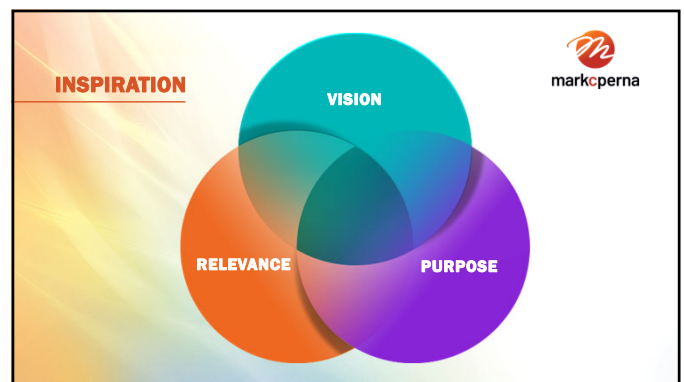 INSPIRATION
VISION
markcperna
RELEVANCE
PURPOSE